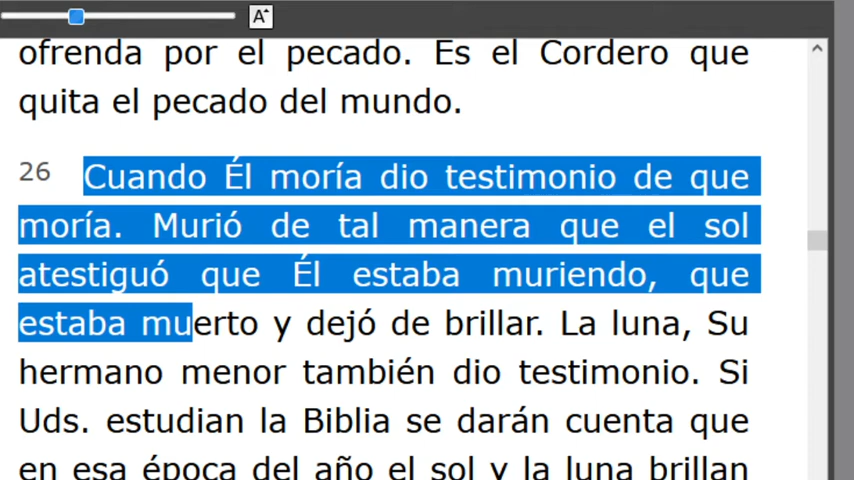 A
ofrenda por el pecado. Es el Cordero que
quita el pecado del mundo.
26 Cuando Él moría dio testimonio de que
moría. Murió de tal manera que el sol
atestiguó que Él estaba muriendo, que
estaba muerto y dejó de brillar. La luna, Su
hermano menor también dio testimonio. Si
Uds. estudian la Biblia se darán cuenta que
en esa época del año el sol y la luna brillan